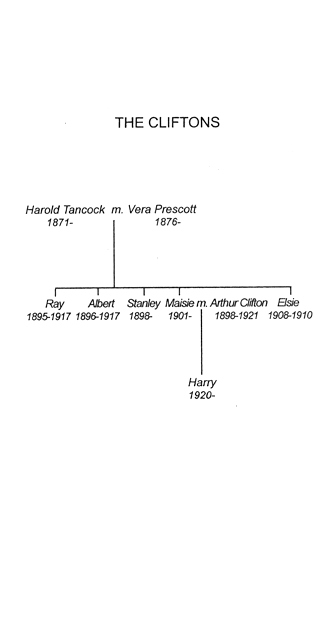 THE CLIFTONS
Harold Tancock m. Vera Prescott
1871- 1876-
Ray Albert Stanley Maisie m. Arthur Clifton Elsie
1895-1917 1896-1917 1898- 1901- 1898-1921 1908-1910
Harry
1920-